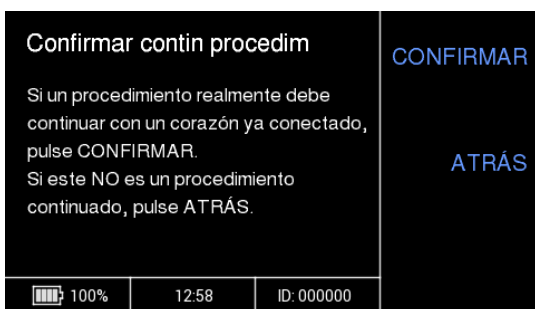 Confirmar contin procedim
Si un procedimiento realmente debe
continuar con un corazón ya conectado,
pulse CONFIRMAR.
Si este NO es un procedimiento
continuado, pulse ATRÁS.
CONFIRMAR
ATRÁS
100%
12:58
ID: 000000